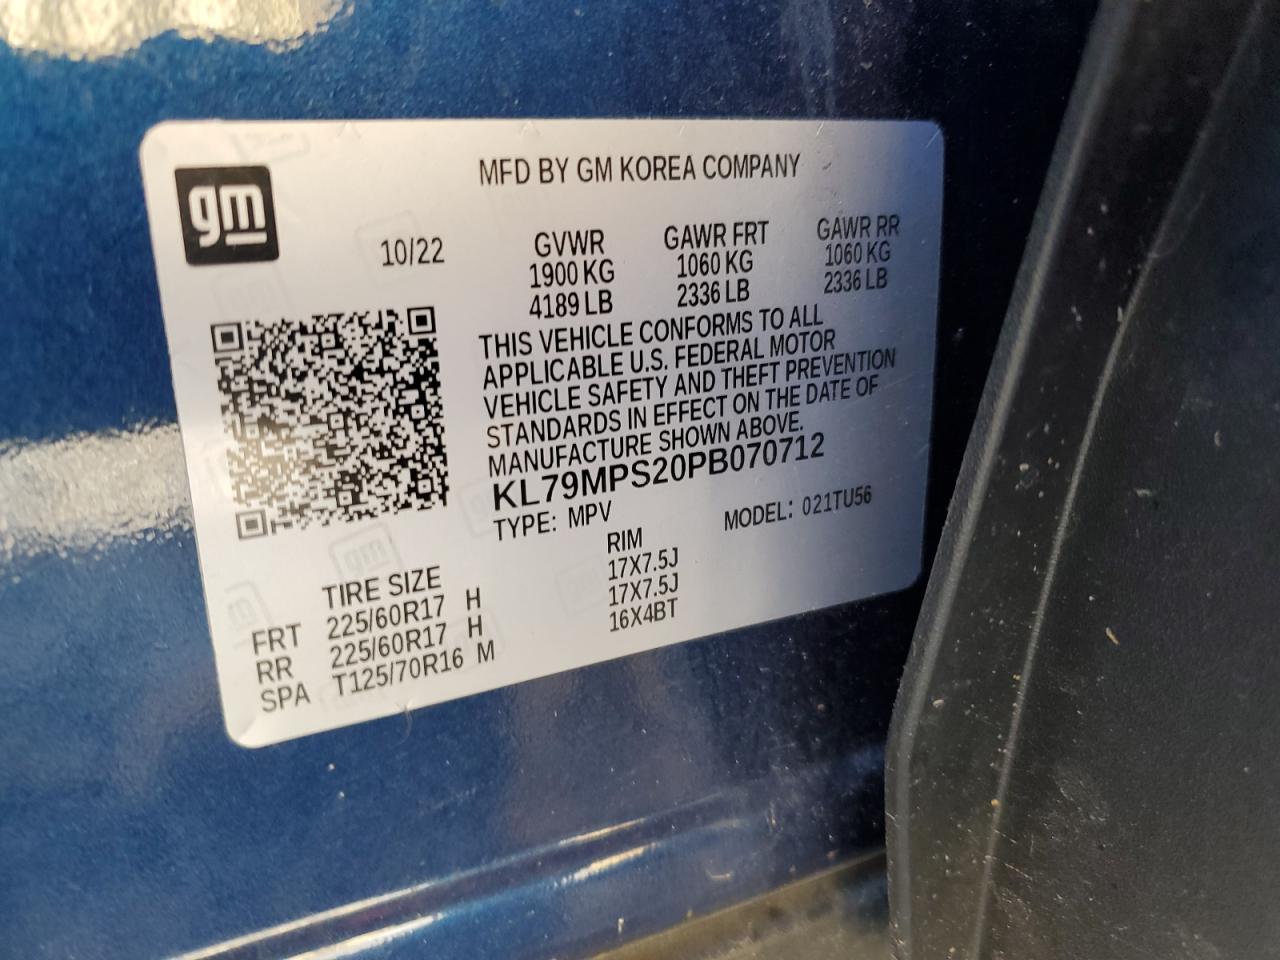 gm
MFD BY GM KOREA COMPANY
10/22
GVWR GAWR FRT GAWR RR
1900 KG 1060 KG 1060 KG
4189 LB 2336 LB 2336 LB
THIS VEHICLE CONFORMS TO ALL
APPLICABLE U.S. FEDERAL MOTOR
VEHICLE SAFETY AND THEFT PREVENTION
STANDARDS IN EFFECT ON THE DATE OF
MANUFACTURE SHOWN ABOVE.
KL79MPS20PB070712
TYPE: MPV MODEL: 021TU56
TIRE SIZE RIM
FRT 225/60R17 H 17X7.5J
RR 225/60R17 H 17X7.5J
SPA T125/70R16 M 16X4BT